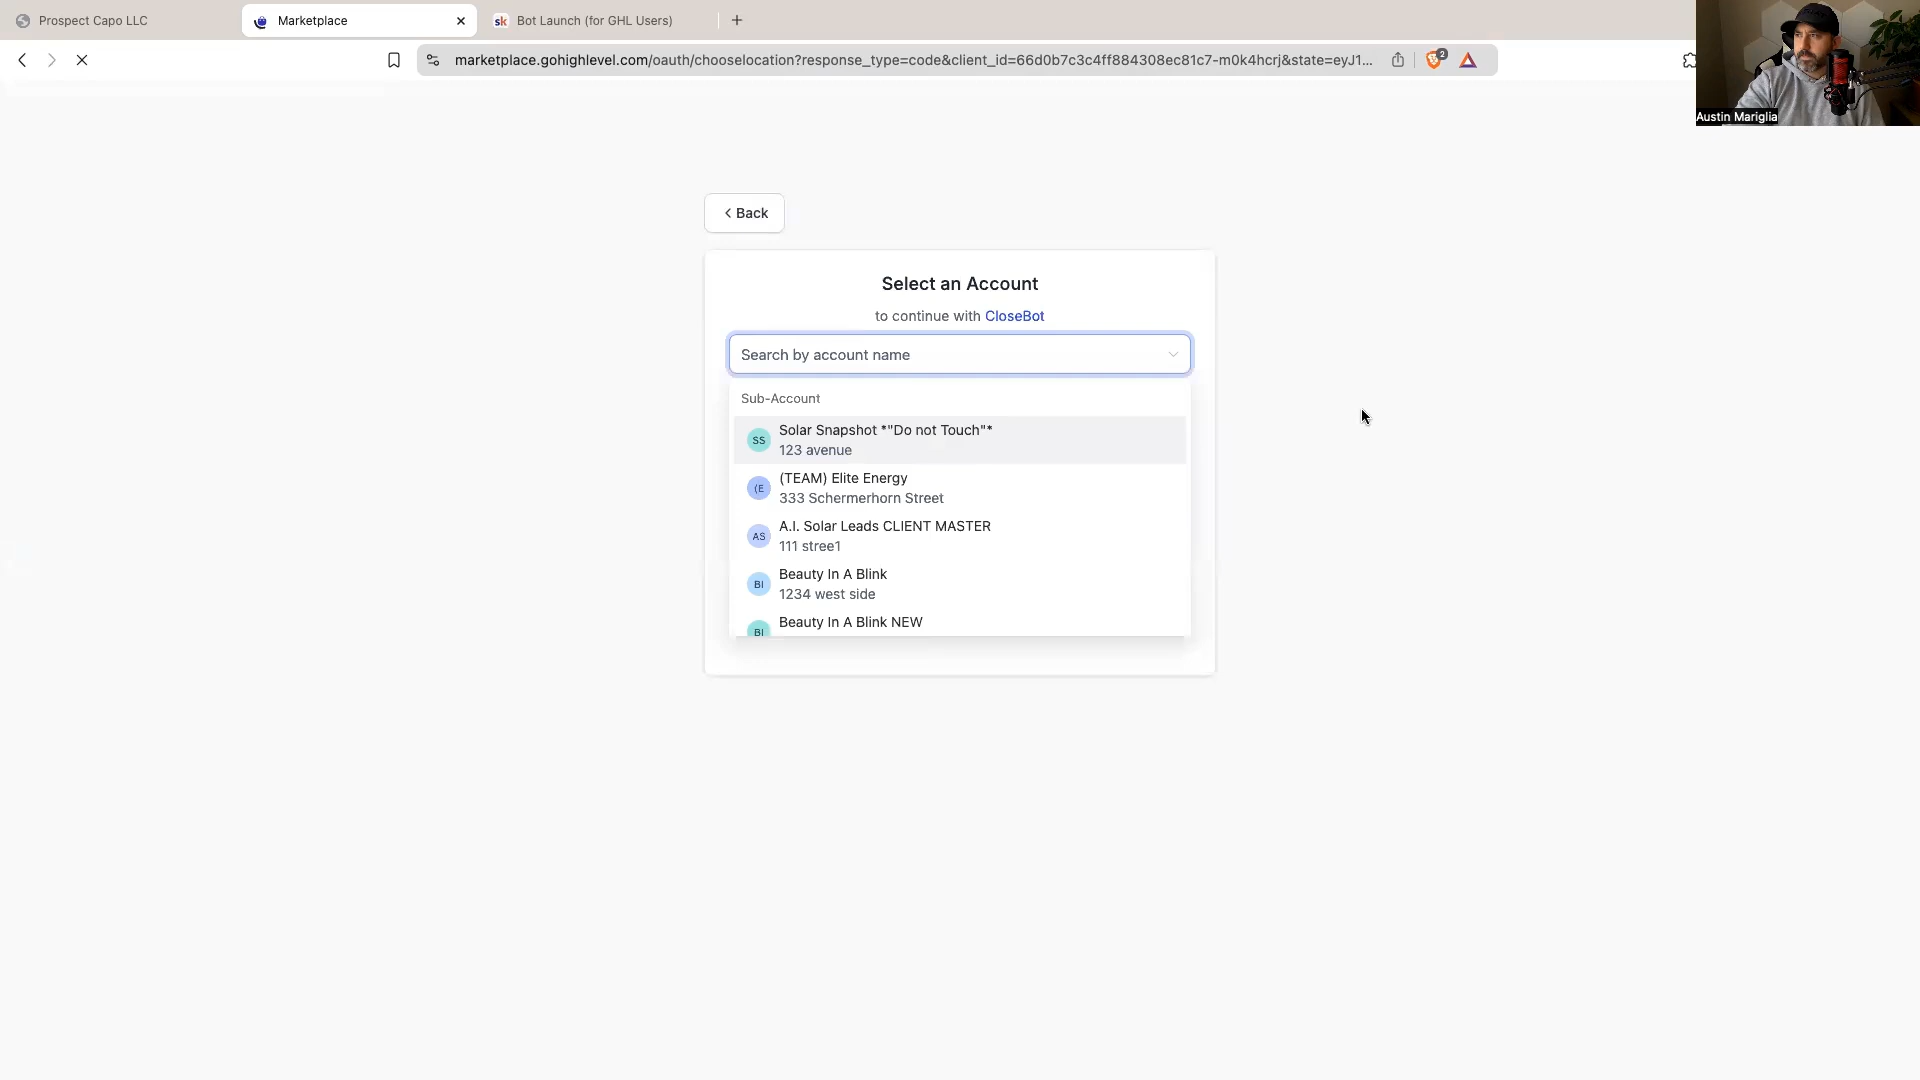 Prospect Capo LLC
Marketplace
sk
Bot Launch (for GHL Users)
marketplace.gohighlevel.com/oauth/chooselocation?response_type=code&client_id=66d0b7c3c4ff884308ec81c7-m0k4hcrj&state=eyJ1...
2
Austin Mariglia
Back
Select an Account
to continue with CloseBot
Search by account name
Sub-Account
SS
Solar Snapshot *"Do not Touch"*
123 avenue
(E
(TEAM) Elite Energy
333 Schermerhorn Street
AS
A.I. Solar Leads CLIENT MASTER
111 stree1
BI
Beauty In A Blink
1234 west side
BI
Beauty In A Blink NEW